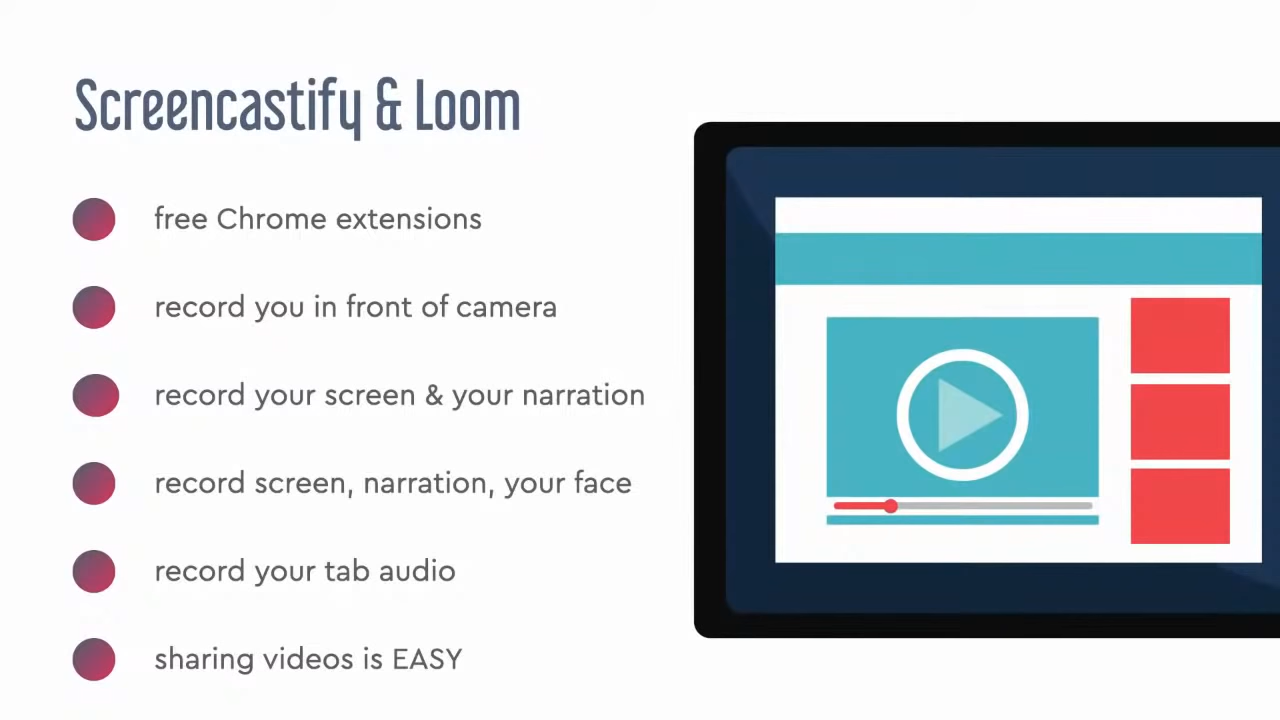 Screencastify & Loom
free Chrome extensions
record you in front of camera
record your screen & your narration
record screen, narration, your face
record your tab audio
sharing videos is EASY